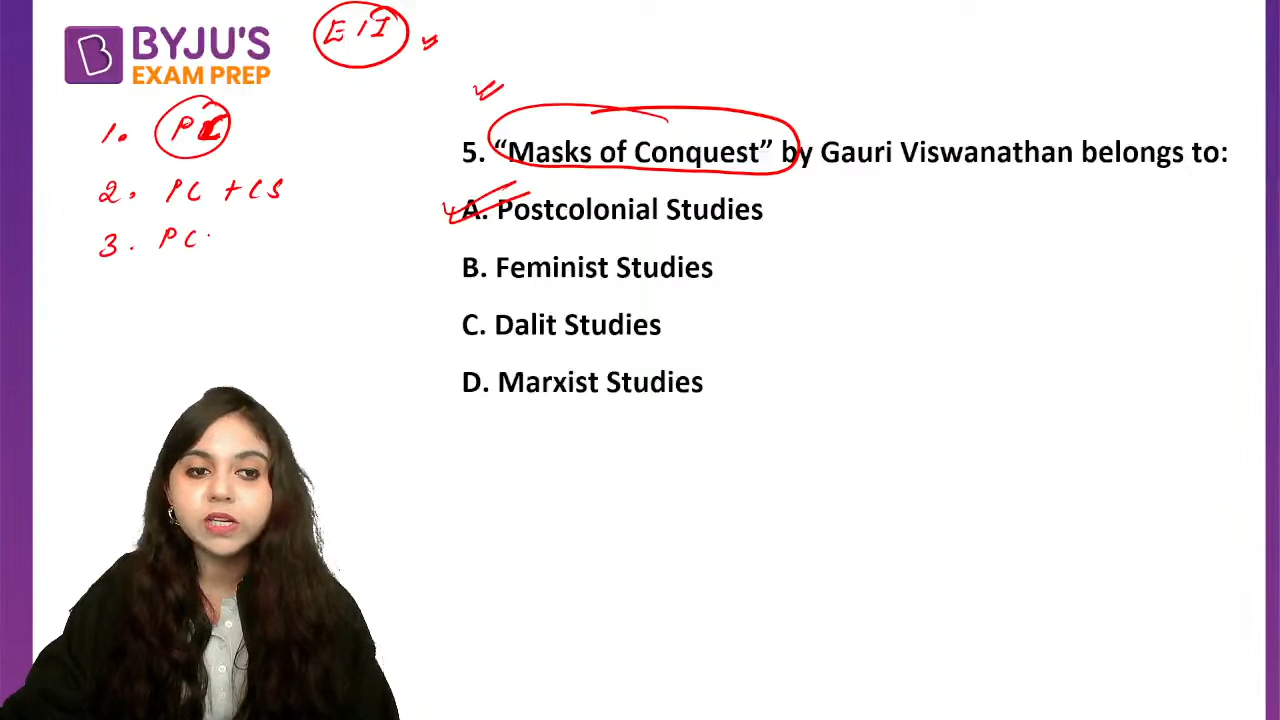 BYJU'S
EXAM PREP
E/I
1. PC
2. PC + CS
3. PC.
5. “Masks of Conquest” by Gauri Viswanathan belongs to:
A. Postcolonial Studies
B. Feminist Studies
C. Dalit Studies
D. Marxist Studies